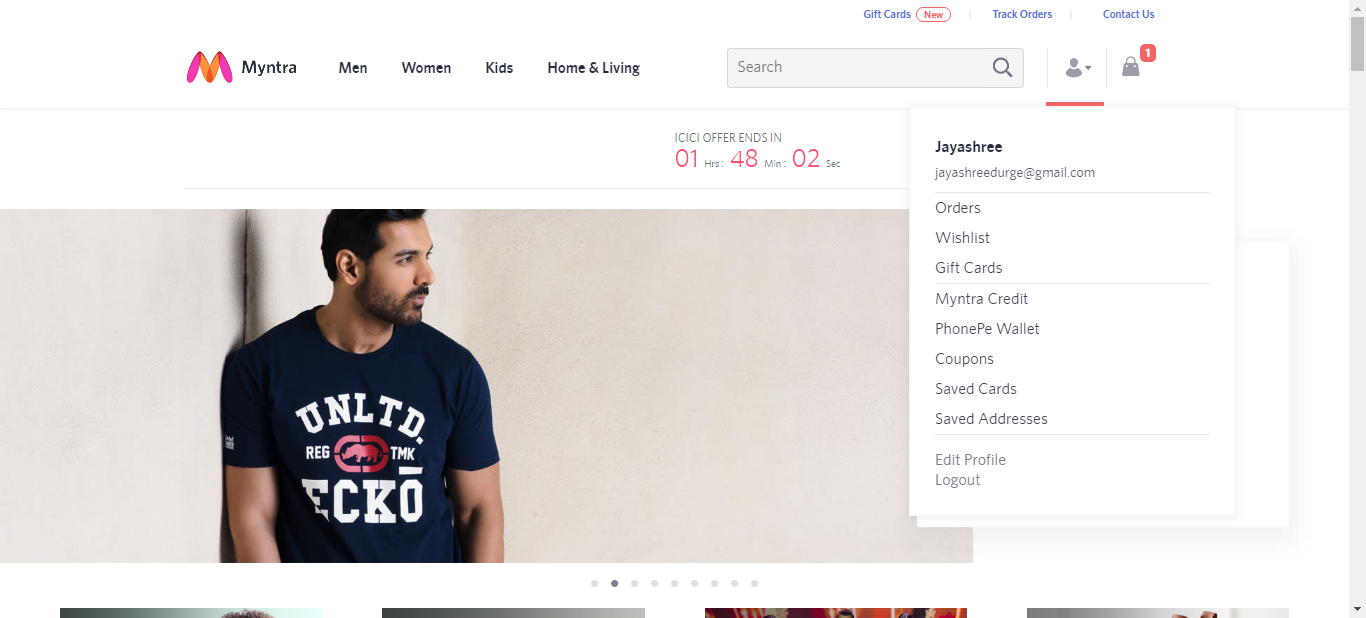 Gift Cards New Track Orders Contact Us
Myntra Men Women Kids Home & Living Search 1
ICICI OFFER ENDS IN
01 Hrs : 48 Min : 02 Sec
Jayashree
jayashreedurge@gmail.com
Orders
Wishlist
Gift Cards
Myntra Credit
PhonePe Wallet
Coupons
Saved Cards
Saved Addresses
Edit Profile
Logout
UNLTD.
REG TMK
ECKO